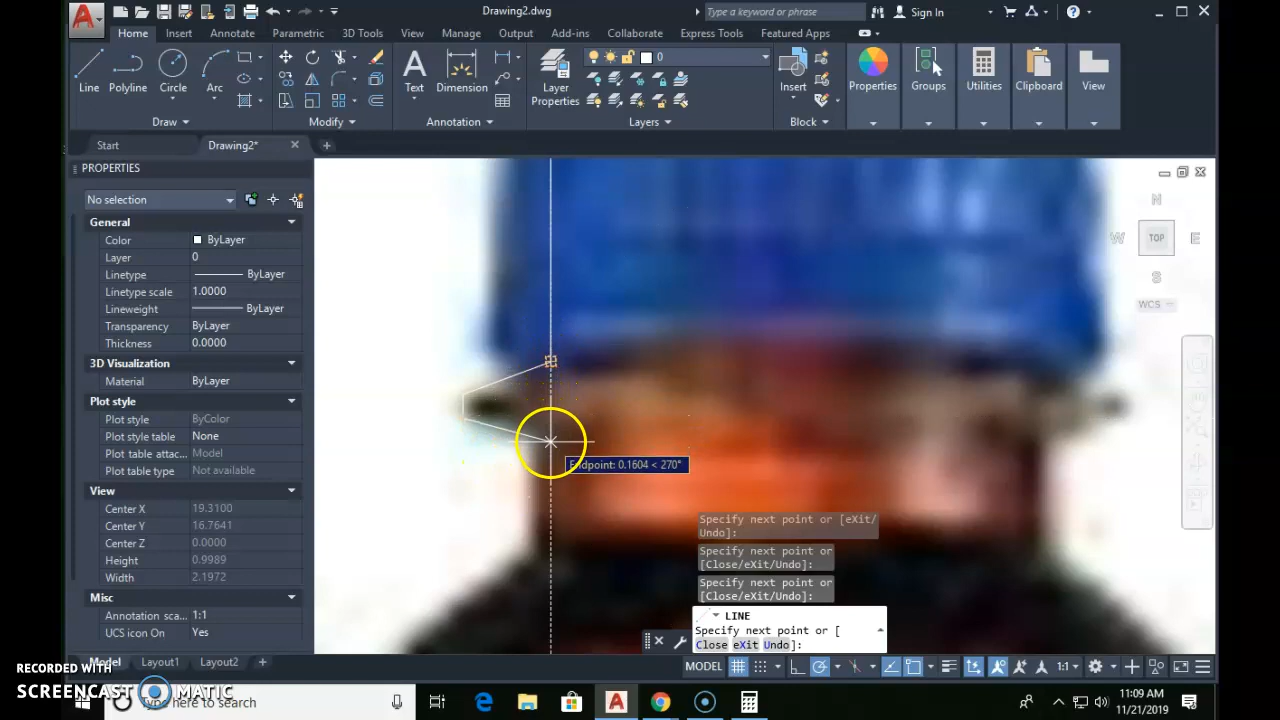 Drawing2.dwg
Type a keyword or phrase
Sign In
Home Insert Annotate Parametric 3D Tools View Manage Output Add-ins Collaborate Express Tools Featured Apps
0
Line Polyline Circle Arc
Text Dimension
Layer Properties
Insert
Properties Groups Utilities Clipboard View
Draw Modify Annotation Layers Block
Start Drawing2*
PROPERTIES
No selection
General
Color ByLayer
Layer 0
Linetype ByLayer
Linetype scale 1.0000
Lineweight ByLayer
Transparency ByLayer
Thickness 0.0000
3D Visualization
Material ByLayer
Plot style
Plot style ByColor
Plot style table None
Plot table attac... Model
Plot table type Not available
View
Center X 19.3100
Center Y 16.7641
Center Z 0.0000
Height 0.9989
Width 2.1972
Misc
Annotation sca... 1:1
UCS icon On Yes
N
W TOP E
S
WCS
Endpoint: 0.1604 < 270°
Specify next point or [eXit/
Undo]:
Specify next point or
[Close/eXit/Undo]:
Specify next point or
[Close/eXit/Undo]:
LINE
Specify next point or [
Close eXit Undo]:
Model Layout1 Layout2
MODEL 1:1
RECORDED WITH
SCREENCAST MATIC
Type here to search
11:09 AM
11/21/2019